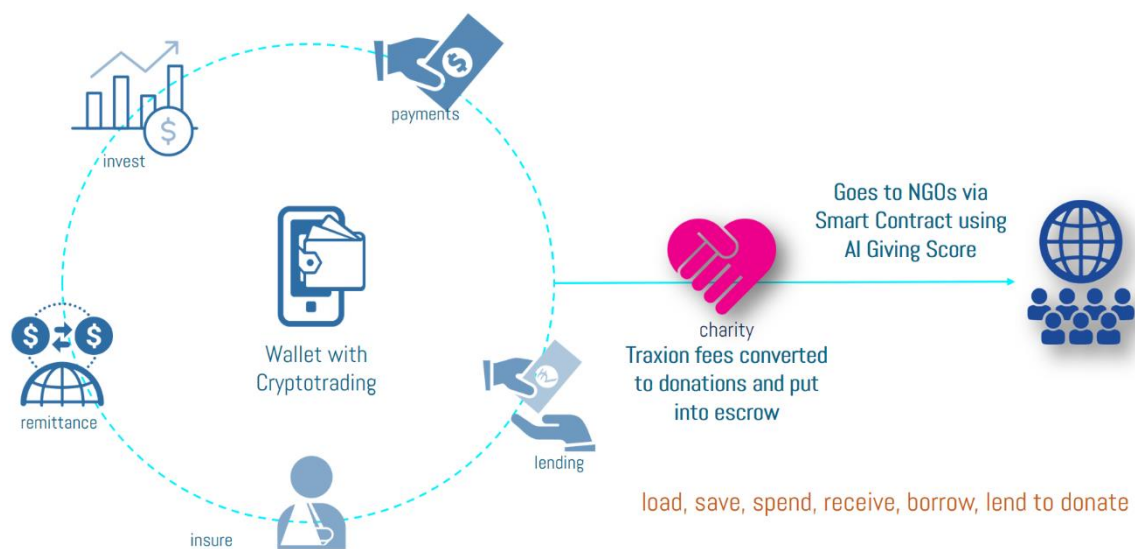 payments
invest
Goes to NGOs via
Smart Contract using
AI Giving Score
charity
Traxion fees converted
to donations and put
into escrow
Wallet with
Cryptotrading
remittance
lending
insure
load, save, spend, receive, borrow, lend to donate